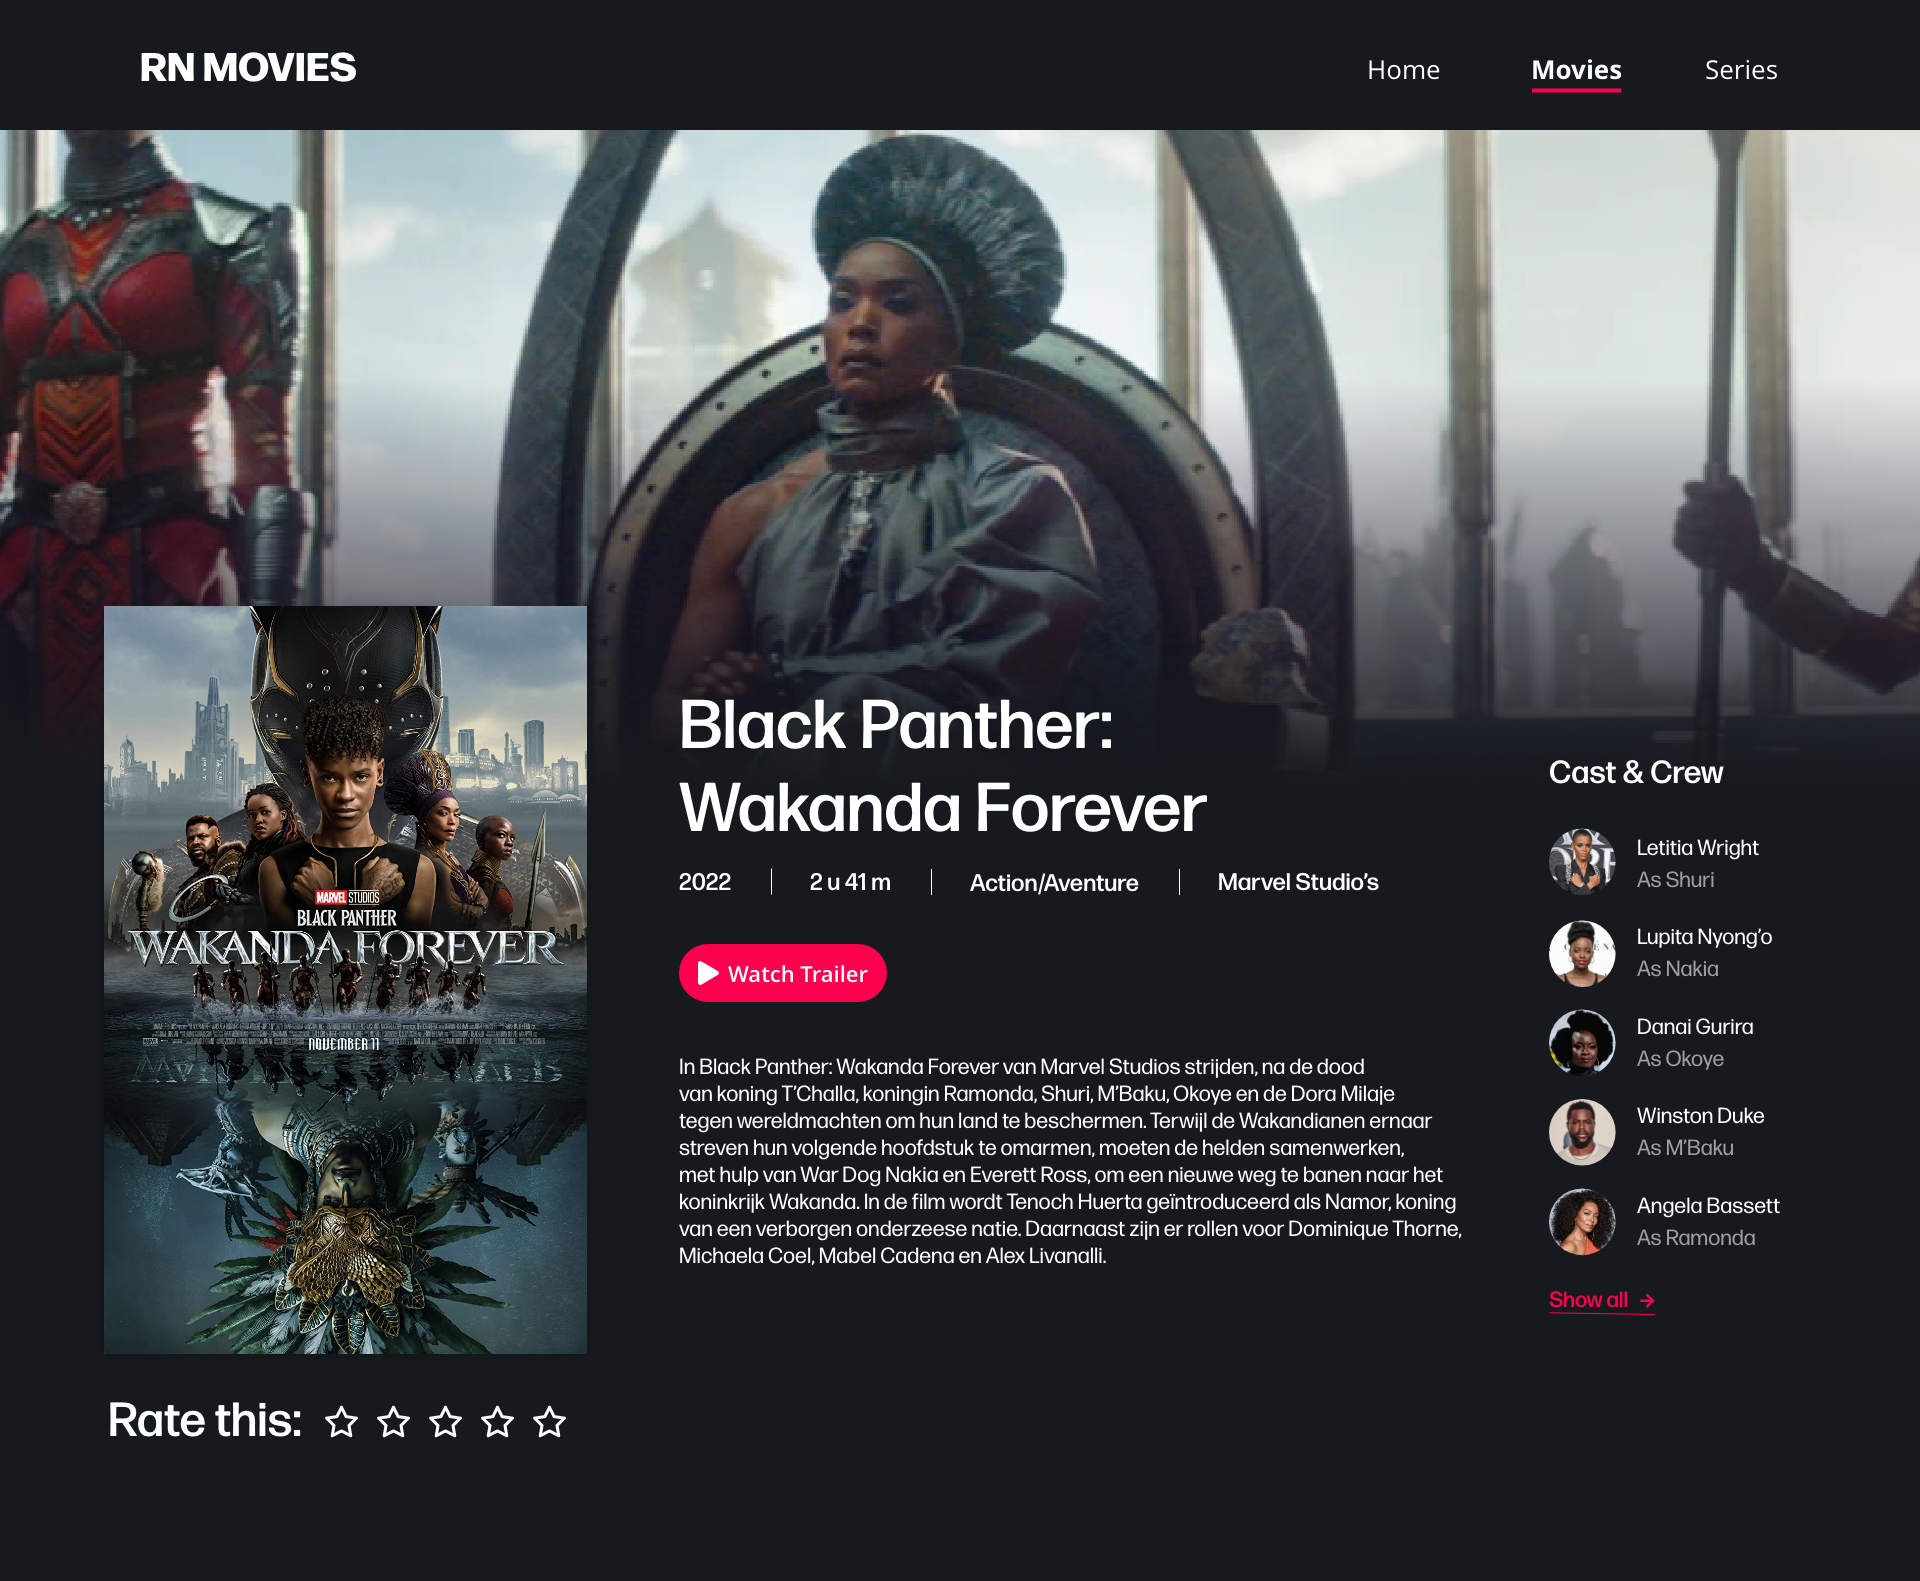 RN MOVIES
Home
Movies
Series
MARVEL STUDIOS
BLACK PANTHER
WAKANDA FOREVER
NOVEMBER 11
Rate this:
Black Panther:
Wakanda Forever
2022
2 u 41 m
Action/Aventure
Marvel Studio’s
Watch Trailer
In Black Panther: Wakanda Forever van Marvel Studios strijden, na de dood
van koning T’Challa, koningin Ramonda, Shuri, M’Baku, Okoye en de Dora Milaje
tegen wereldmachten om hun land te beschermen. Terwijl de Wakandianen ernaar
streven hun volgende hoofdstuk te omarmen, moeten de helden samenwerken,
met hulp van War Dog Nakia en Everett Ross, om een nieuwe weg te banen naar het
koninkrijk Wakanda. In de film wordt Tenoch Huerta geïntroduceerd als Namor, koning
van een verborgen onderzeese natie. Daarnaast zijn er rollen voor Dominique Thorne,
Michaela Coel, Mabel Cadena en Alex Livanalli.
Cast & Crew
Letitia Wright
As Shuri
Lupita Nyong’o
As Nakia
Danai Gurira
As Okoye
Winston Duke
As M’Baku
Angela Bassett
As Ramonda
Show all →